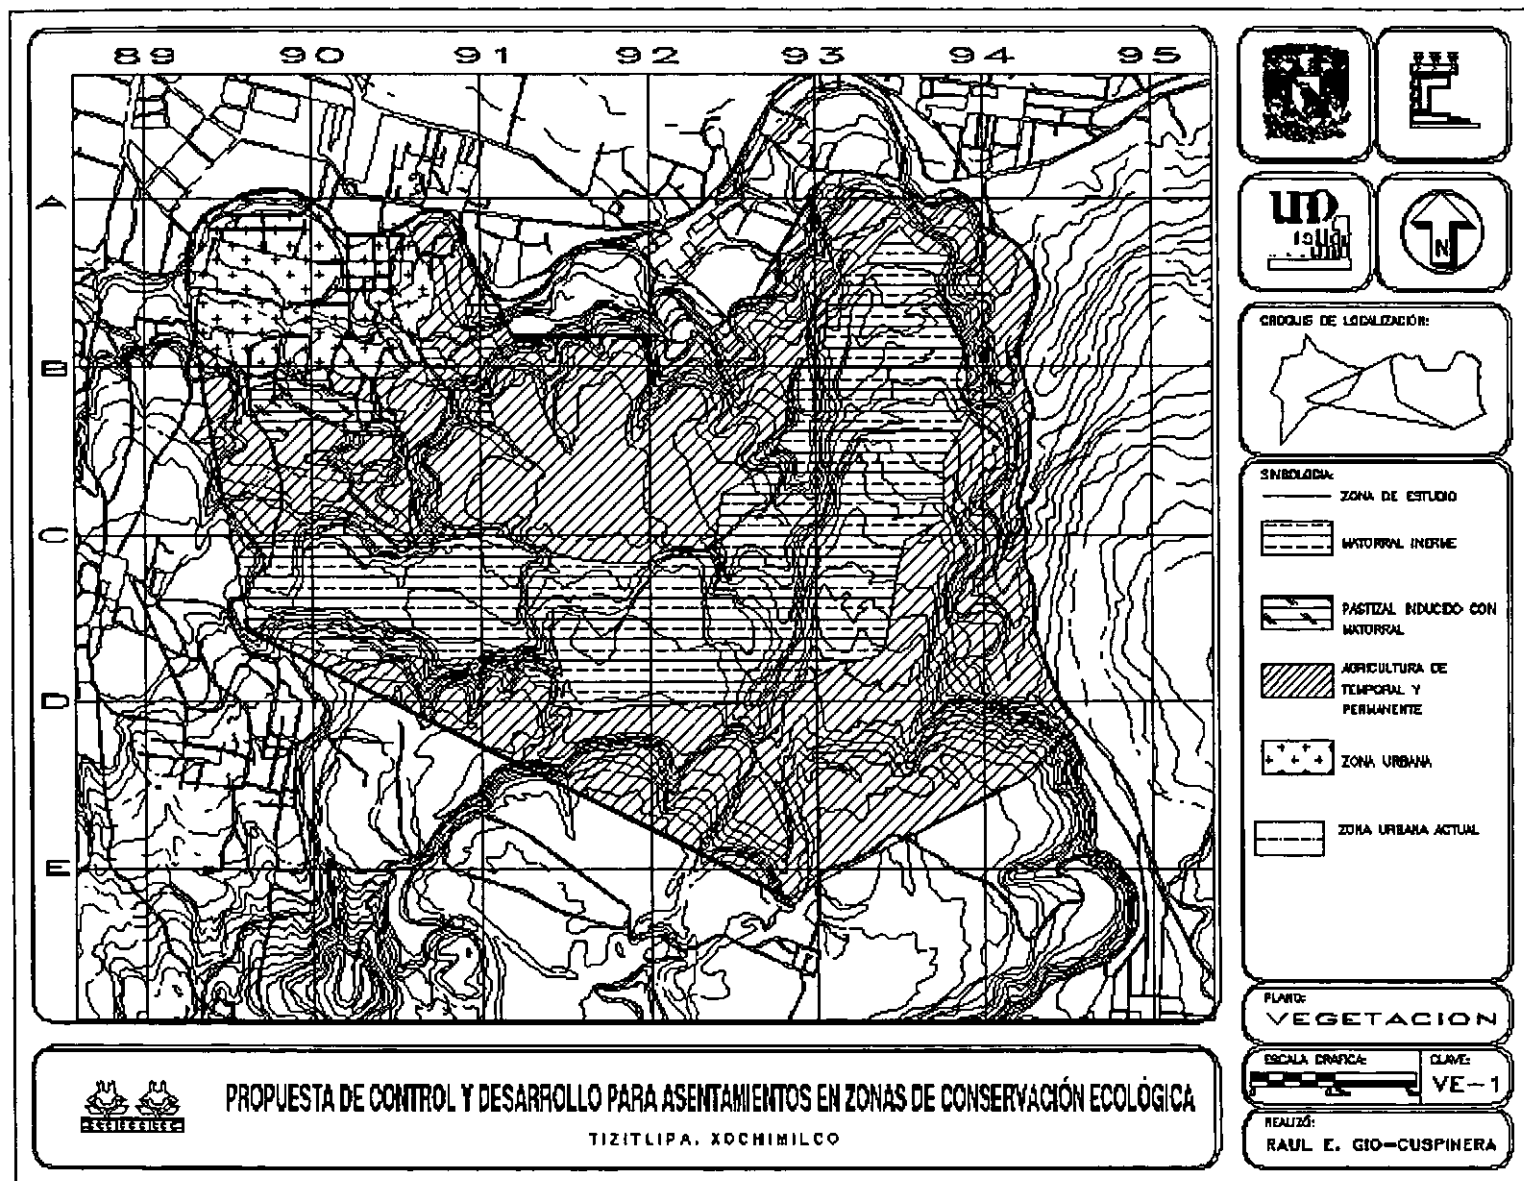 89 90 91 92 93 94 95
A
B
C
D
E
N
CROQUIS DE LOCALIZACIÓN:
SIMBOLOGIA:
ZONA DE ESTUDIO
MATORRAL INERME
PASTIZAL INDUCIDO CON
MATORRAL
AGRICULTURA DE
TEMPORAL Y
PERMANENTE
ZONA URBANA
ZONA URBANA ACTUAL
PLANO:
VEGETACION
ESCALA GRAFICA:
CLAVE:
VE-1
REALIZÓ:
RAUL E. GIO-CUSPINERA
PROPUESTA DE CONTROL Y DESARROLLO PARA ASENTAMIENTOS EN ZONAS DE CONSERVACIÓN ECOLÓGICA
TIZITLIPA, XOCHIMILCO